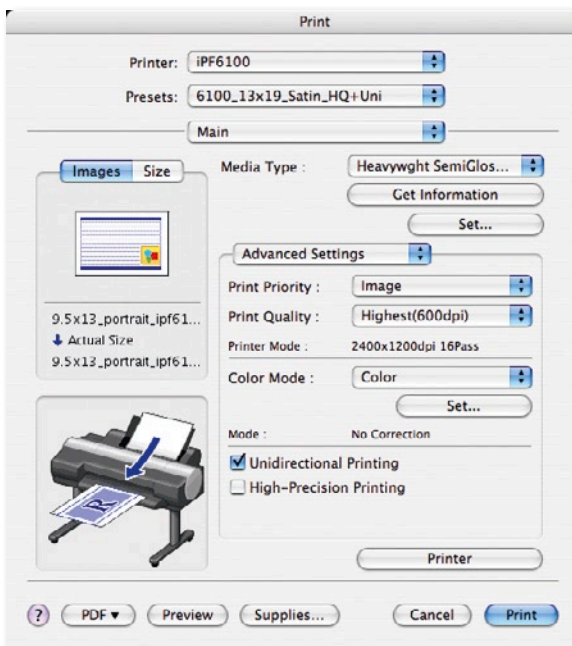 Print
Printer: iPF6100
Presets: 6100_13x19_Satin_HQ+Uni
Main
Images Size
9.5x13_portrait_ipf61...
Actual Size
9.5x13_portrait_ipf61...
Media Type : Heavywght SemiGlos...
Get Information
Set...
Advanced Settings
Print Priority : Image
Print Quality : Highest(600dpi)
Printer Mode : 2400x1200dpi 16Pass
Color Mode : Color
Set...
Mode : No Correction
Unidirectional Printing
High-Precision Printing
R
Printer
? PDF Preview Supplies... Cancel Print